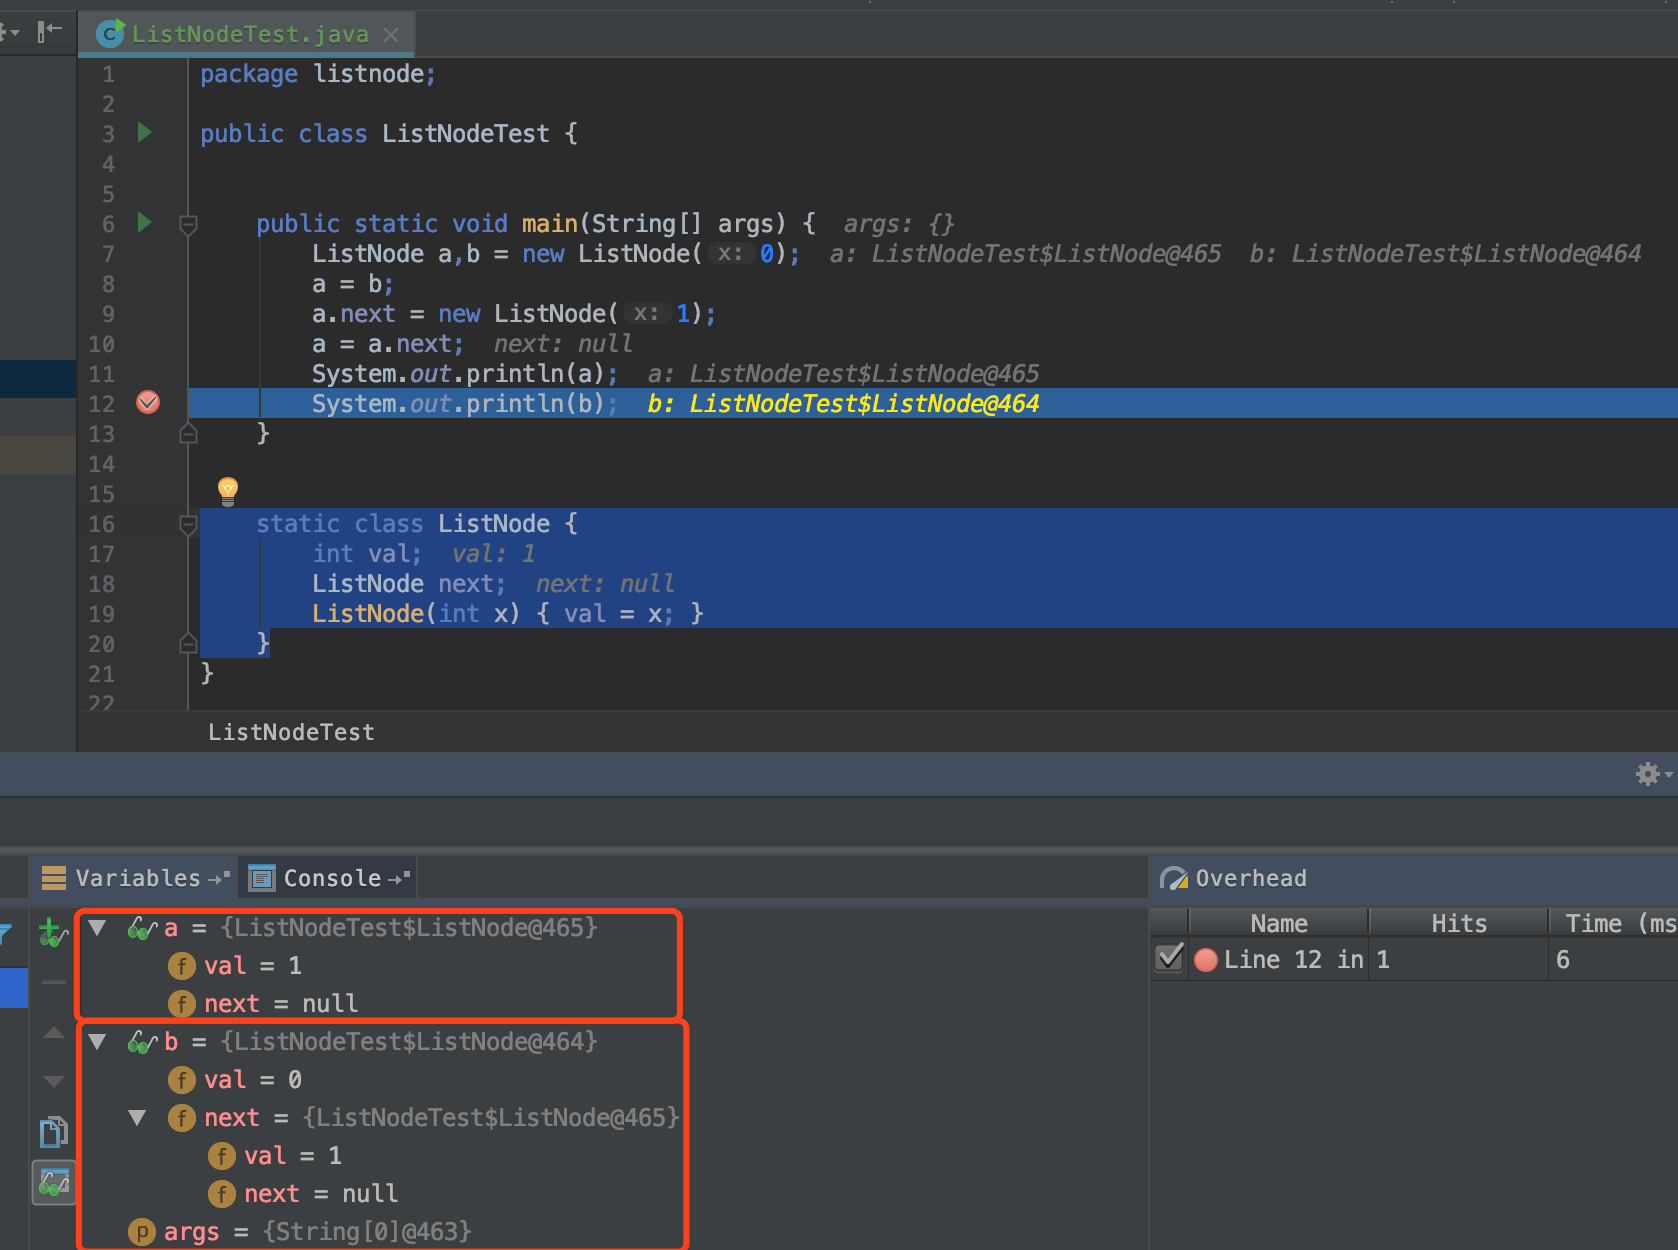 ListNodeTest.java
1 package listnode;
2
3 public class ListNodeTest {
4
5
6 public static void main(String[] args) { args: {}
7 ListNode a,b = new ListNode( x: 0); a: ListNodeTest$ListNode@465 b: ListNodeTest$ListNode@464
8 a = b;
9 a.next = new ListNode( x: 1);
10 a = a.next; next: null
11 System.out.println(a); a: ListNodeTest$ListNode@465
12 System.out.println(b); b: ListNodeTest$ListNode@464
13 }
14
15
16 static class ListNode {
17 int val; val: 1
18 ListNode next; next: null
19 ListNode(int x) { val = x; }
20 }
21 }
22
ListNodeTest
Variables Console Overhead
a = {ListNodeTest$ListNode@465}
val = 1
next = null
b = {ListNodeTest$ListNode@464}
val = 0
next = {ListNodeTest$ListNode@465}
val = 1
next = null
args = {String[0]@463}
Name Hits Time (ms
Line 12 in 1 6